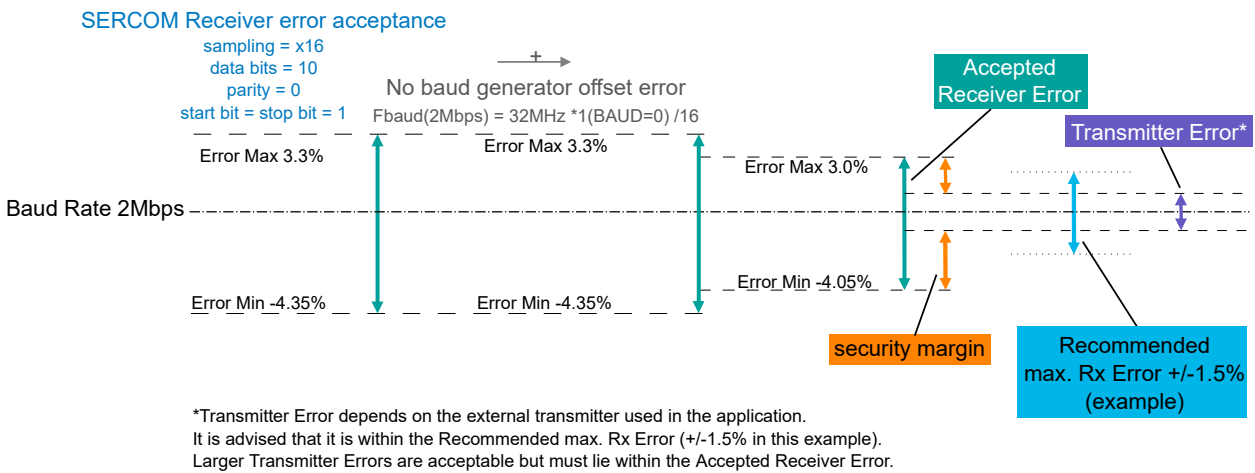 SERCOM Receiver error acceptance
sampling = x16
data bits = 10
parity = 0
start bit = stop bit = 1
+
No baud generator offset error
Fbaud(2Mbps) = 32MHz *1(BAUD=0) /16
Error Max 3.3%
Error Max 3.3%
Error Max 3.0%
Accepted
Receiver Error
Transmitter Error*
Baud Rate 2Mbps
Error Min -4.35%
Error Min -4.35%
Error Min -4.05%
security margin
Recommended
max. Rx Error +/-1.5%
(example)
*Transmitter Error depends on the external transmitter used in the application.
It is advised that it is within the Recommended max. Rx Error (+/-1.5% in this example).
Larger Transmitter Errors are acceptable but must lie within the Accepted Receiver Error.